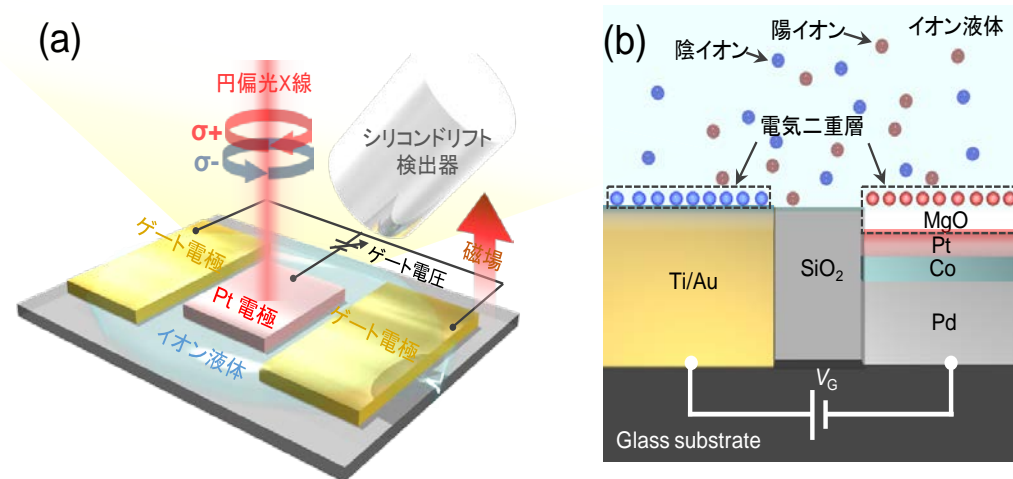 (a)
円偏光X線
σ+
σ-
シリコンドリフト
検出器
ゲート電極
ゲート電圧
磁場
Pt 電極
ゲート電極
イオン液体
(b)
陽イオン
イオン液体
陰イオン
電気二重層
MgO
Pt
Ti/Au
SiO₂
Co
Pd
V_G
Glass substrate